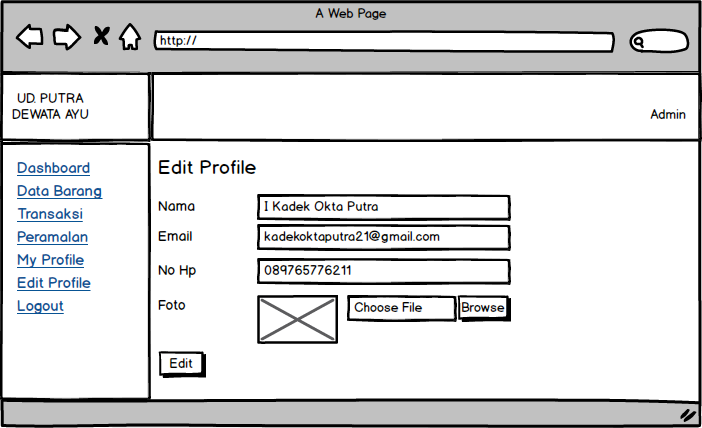 A Web Page
http://
UD. PUTRA
DEWATA AYU
Admin
Dashboard
Data Barang
Transaksi
Peramalan
My Profile
Edit Profile
Logout
Edit Profile
Nama
I Kadek Okta Putra
Email
kadekoktaputra21@gmail.com
No Hp
089765776211
Foto
Choose File
Browse
Edit